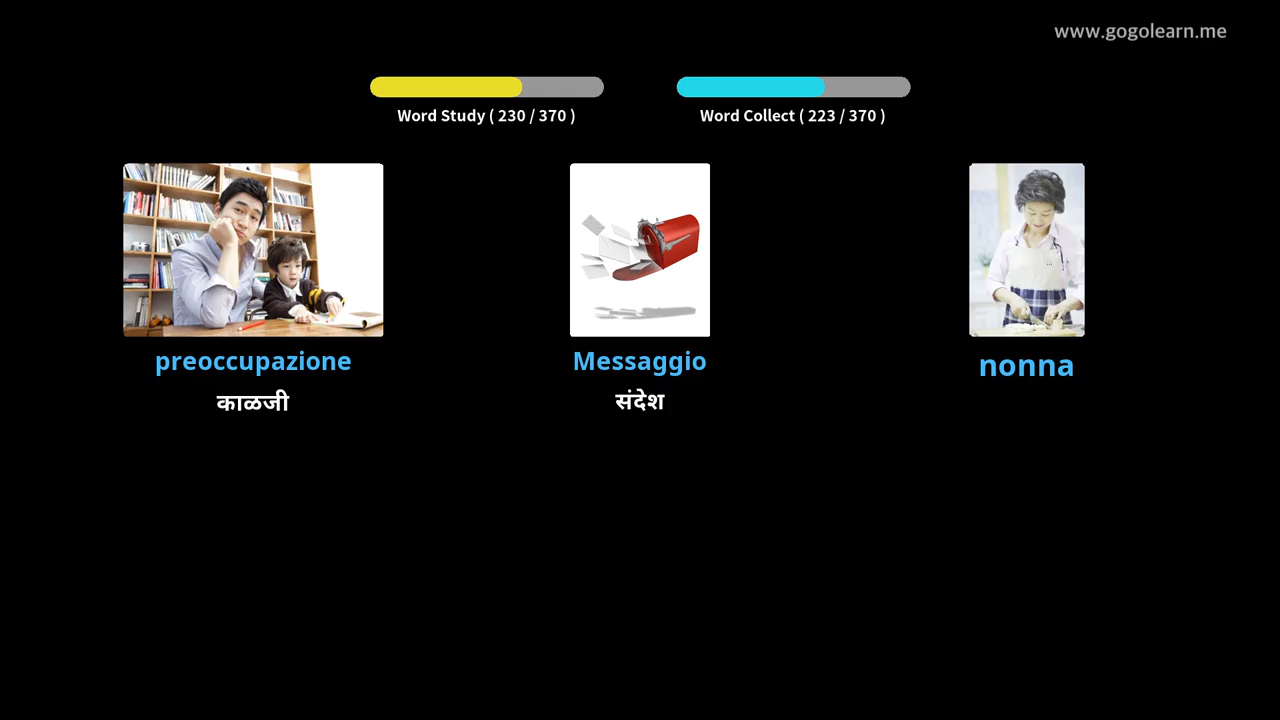 www.gogolearn.me
Word Study ( 230 / 370 )
Word Collect ( 223 / 370 )
preoccupazione
काळजी
Messaggio
संदेश
nonna